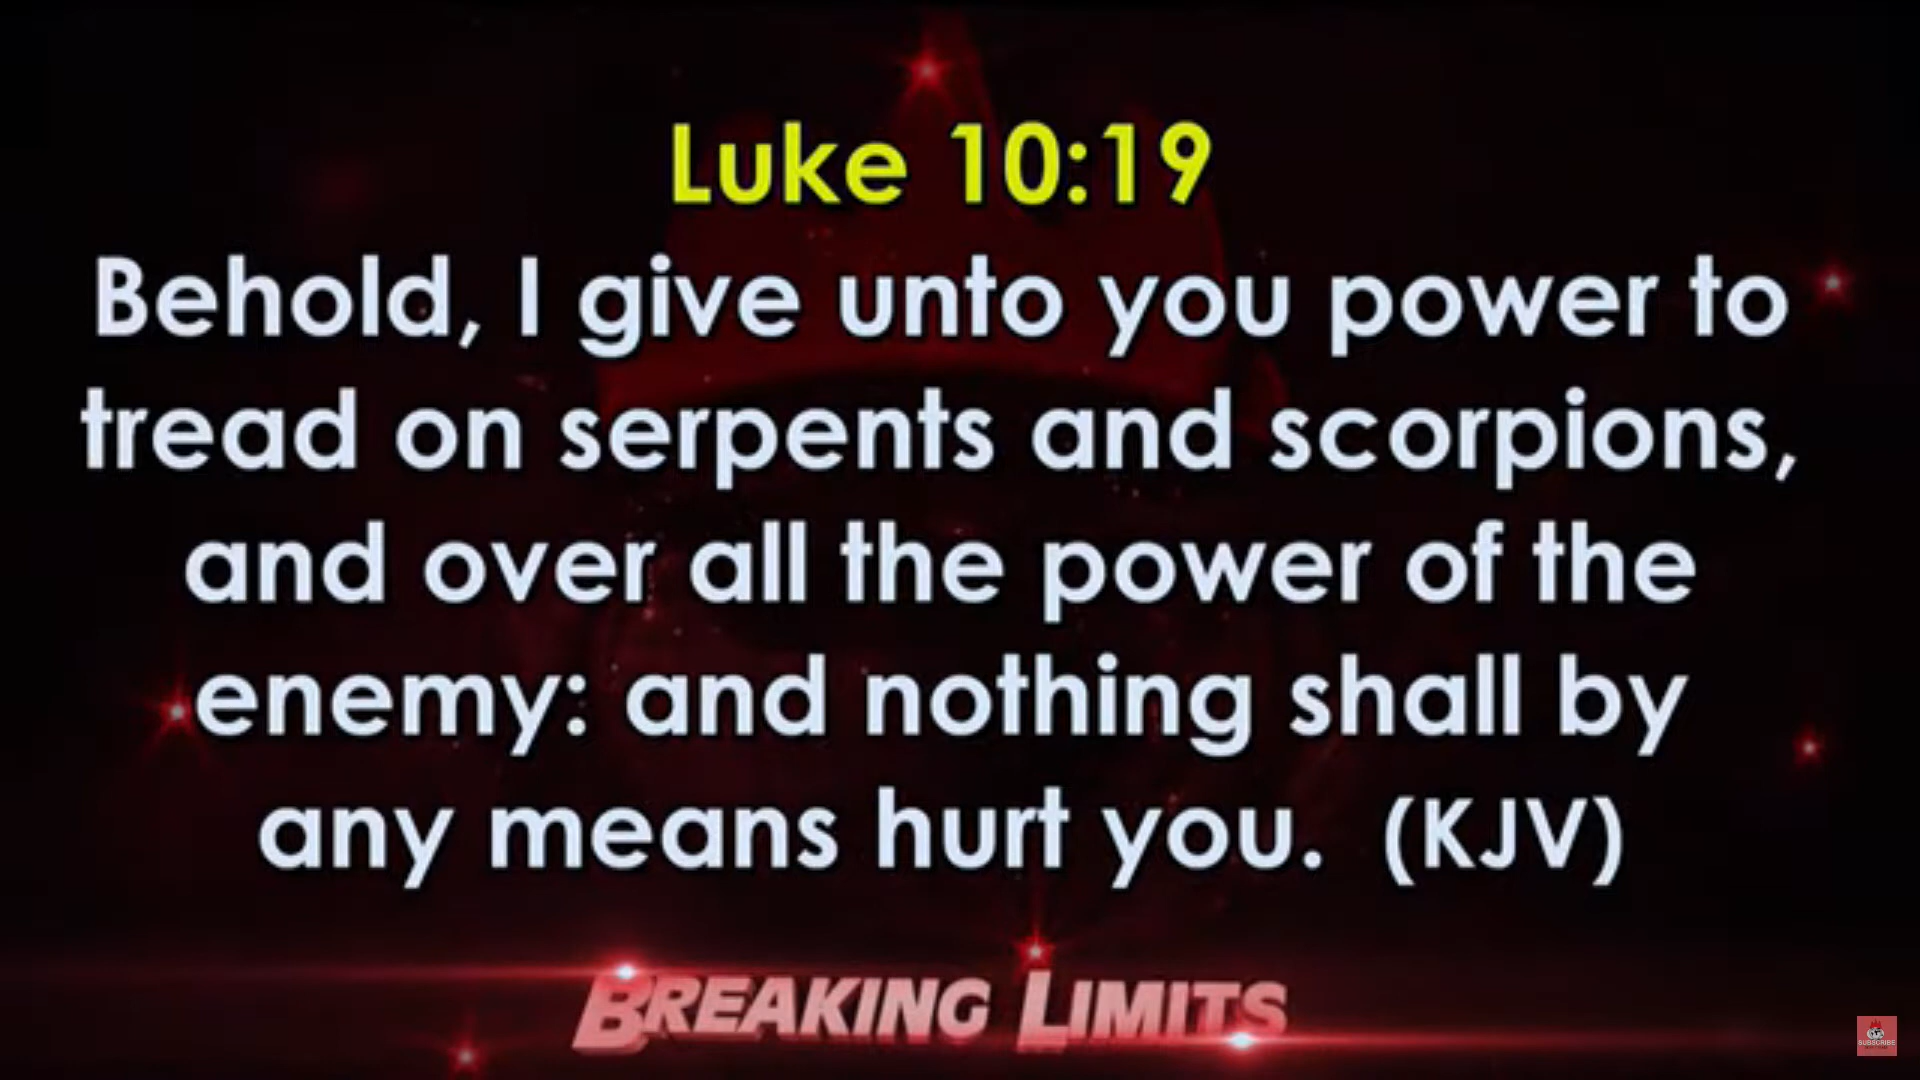 Luke 10:19
Behold, I give unto you power to
tread on serpents and scorpions,
and over all the power of the
enemy: and nothing shall by
any means hurt you. (KJV)
BREAKING LIMITS
SUBSCRIBE